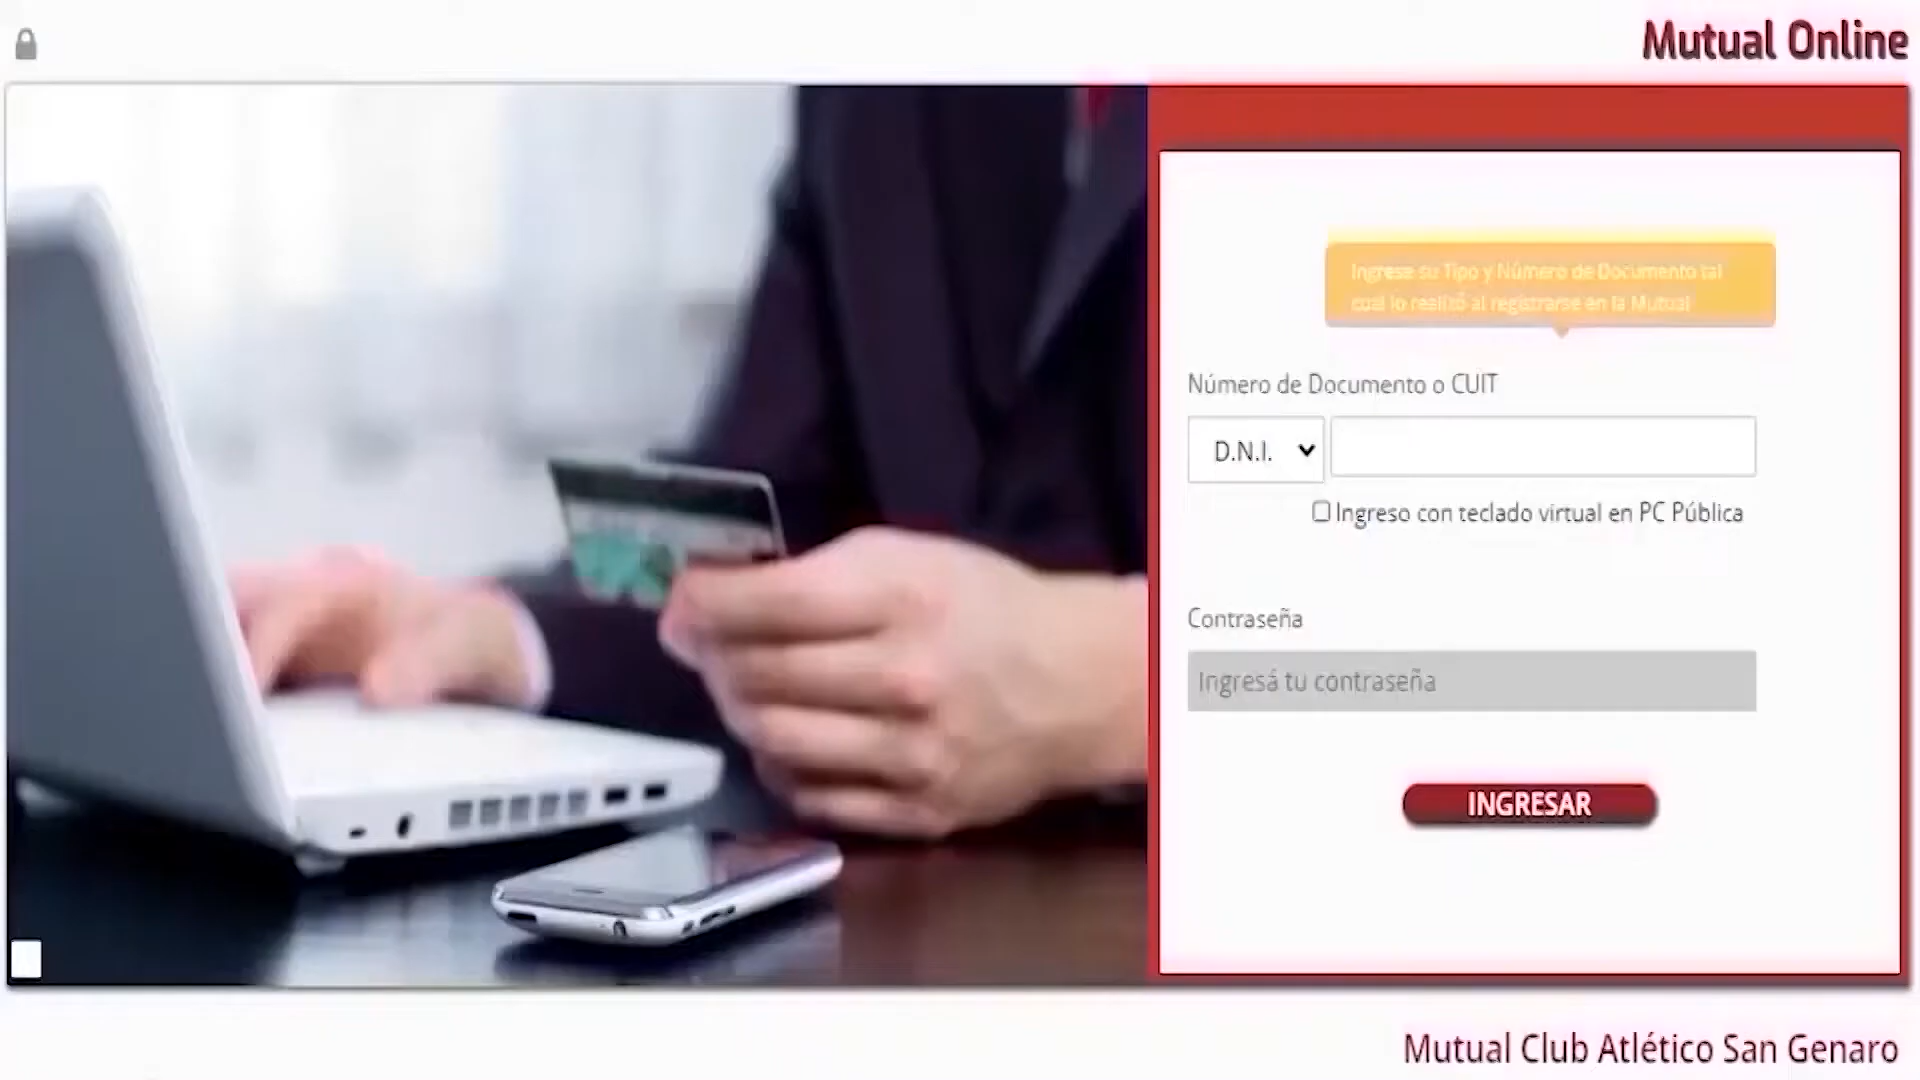 Mutual Online
Ingrese su Tipo y Número de Documento tal
cual lo realizó al registrarse en la Mutual
Número de Documento o CUIT
D.N.I.
Ingreso con teclado virtual en PC Pública
Contraseña
Ingresá tu contraseña
INGRESAR
Mutual Club Atlético San Genaro